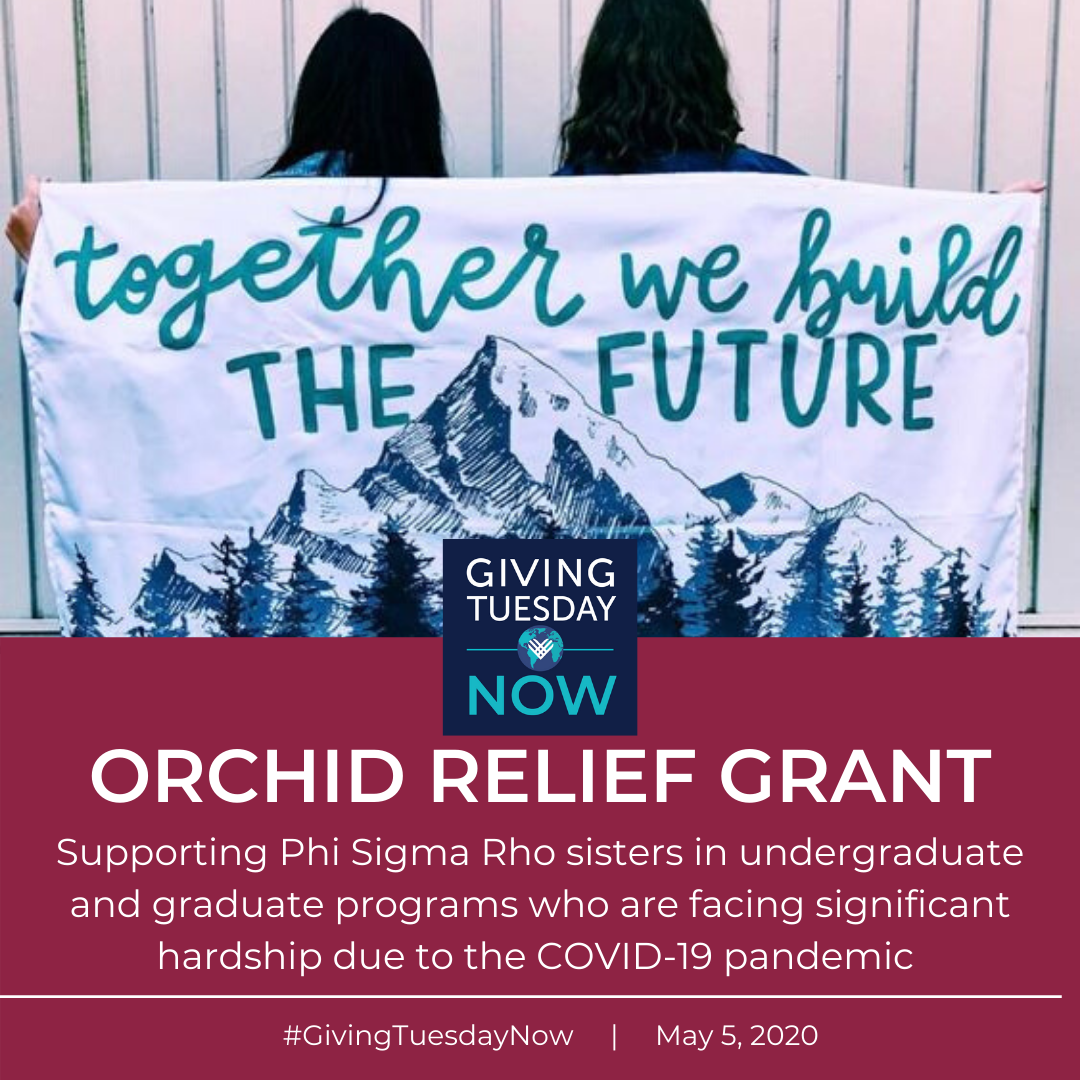 together we build
THE FUTURE
GIVING
TUESDAY
NOW
ORCHID RELIEF GRANT
Supporting Phi Sigma Rho sisters in undergraduate
and graduate programs who are facing significant
hardship due to the COVID-19 pandemic
#GivingTuesdayNow | May 5, 2020